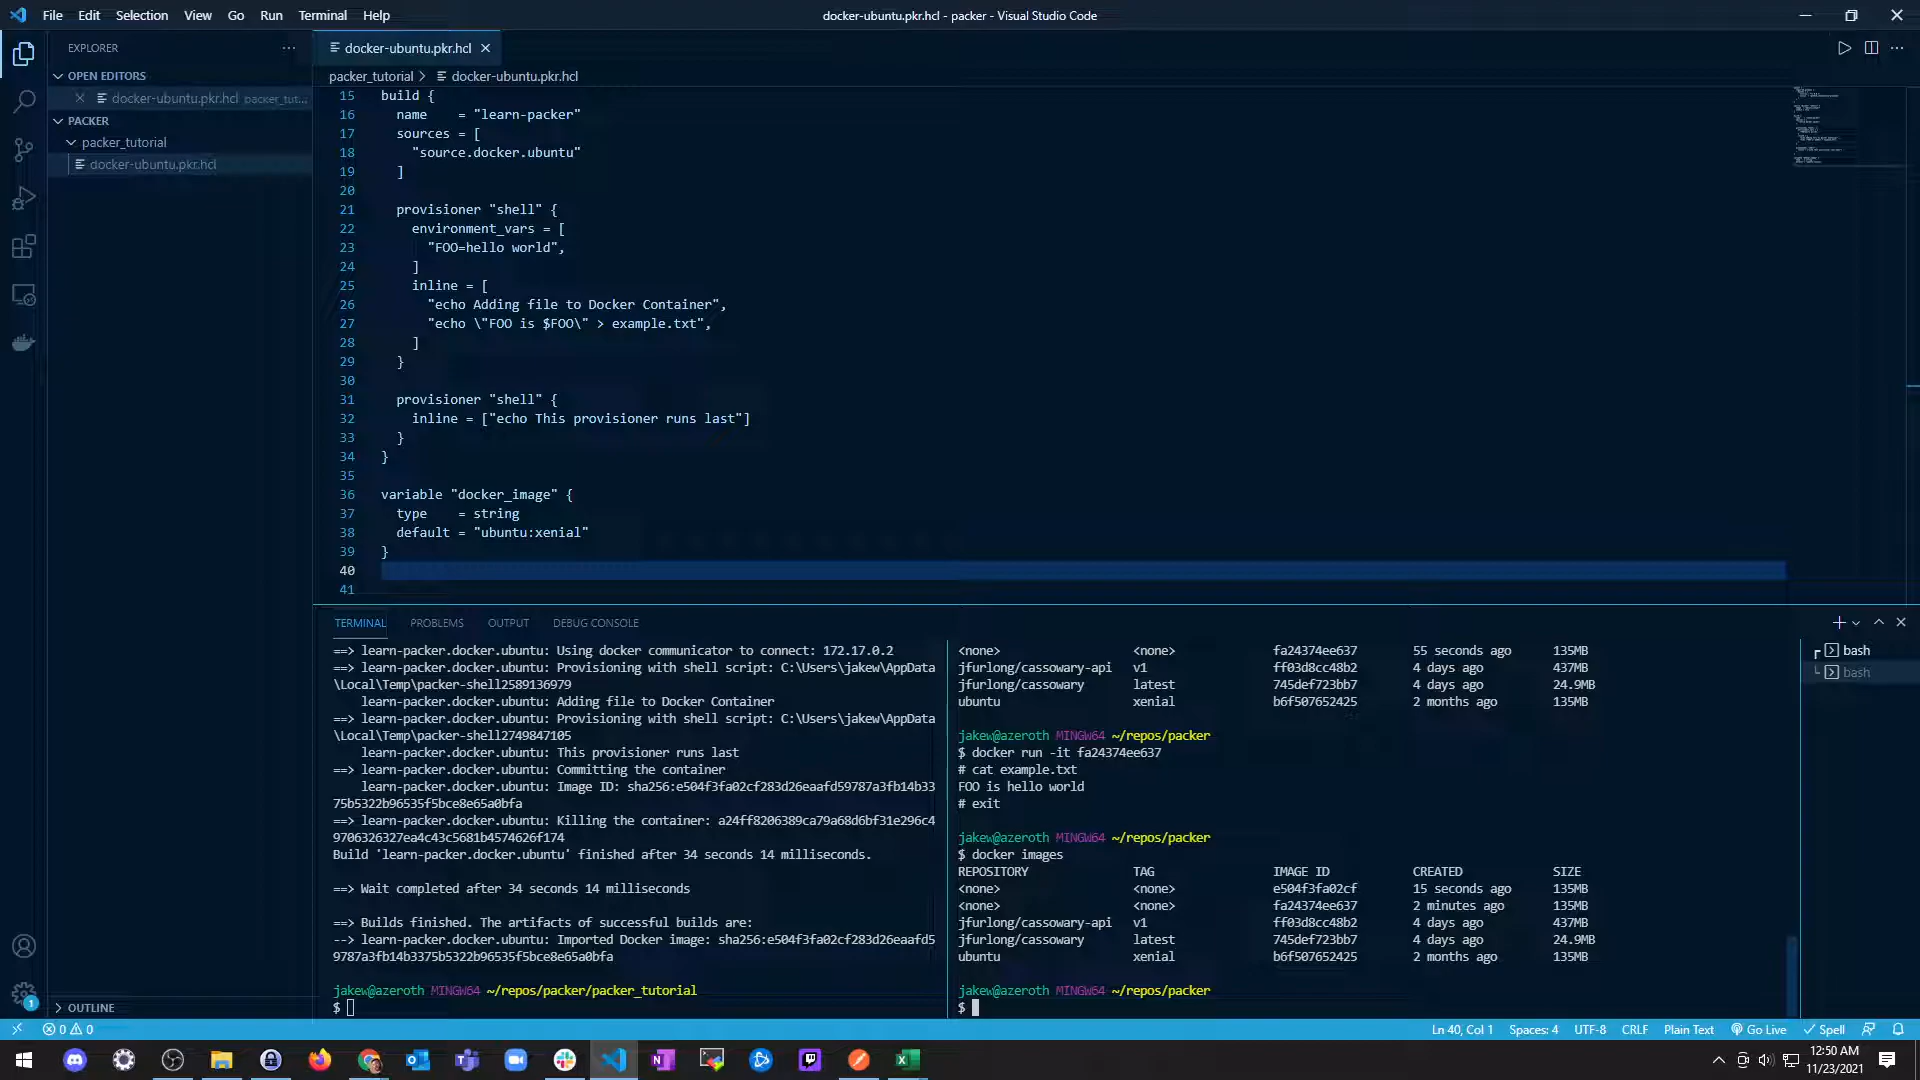 File Edit Selection View Go Run Terminal Help
docker-ubuntu.pkr.hcl - packer - Visual Studio Code
EXPLORER
OPEN EDITORS
docker-ubuntu.pkr.hcl packer_tut...
PACKER
packer_tutorial
docker-ubuntu.pkr.hcl
OUTLINE
docker-ubuntu.pkr.hcl
packer_tutorial > docker-ubuntu.pkr.hcl
15 build {
16 name = "learn-packer"
17 sources = [
18 "source.docker.ubuntu"
19 ]
20
21 provisioner "shell" {
22 environment_vars = [
23 "FOO=hello world",
24 ]
25 inline = [
26 "echo Adding file to Docker Container",
27 "echo \"FOO is $FOO\" > example.txt",
28 ]
29 }
30
31 provisioner "shell" {
32 inline = ["echo This provisioner runs last"]
33 }
34 }
35
36 variable "docker_image" {
37 type = string
38 default = "ubuntu:xenial"
39 }
40
41
TERMINAL PROBLEMS OUTPUT DEBUG CONSOLE
==> learn-packer.docker.ubuntu: Using docker communicator to connect: 172.17.0.2
==> learn-packer.docker.ubuntu: Provisioning with shell script: C:\Users\jakew\AppData
\Local\Temp\packer-shell2589136979
learn-packer.docker.ubuntu: Adding file to Docker Container
==> learn-packer.docker.ubuntu: Provisioning with shell script: C:\Users\jakew\AppData
\Local\Temp\packer-shell2749847105
learn-packer.docker.ubuntu: This provisioner runs last
==> learn-packer.docker.ubuntu: Committing the container
learn-packer.docker.ubuntu: Image ID: sha256:e504f3fa02cf283d26eaafd59787a3fb14b33
75b5322b96535f5bce8e65a0bfa
==> learn-packer.docker.ubuntu: Killing the container: a24ff8206389ca79a68d6bf31e296c4
9706326327ea4c43c5681b4574626f174
Build 'learn-packer.docker.ubuntu' finished after 34 seconds 14 milliseconds.
==> Wait completed after 34 seconds 14 milliseconds
==> Builds finished. The artifacts of successful builds are:
--> learn-packer.docker.ubuntu: Imported Docker image: sha256:e504f3fa02cf283d26eaafd5
9787a3fb14b3375b5322b96535f5bce8e65a0bfa
jakew@azeroth MINGW64 ~/repos/packer/packer_tutorial
$
<none> <none> fa24374ee637 55 seconds ago 135MB
jfurlong/cassowary-api v1 ff03d8cc48b2 4 days ago 437MB
jfurlong/cassowary latest 745def723bb7 4 days ago 24.9MB
ubuntu xenial b6f507652425 2 months ago 135MB
jakew@azeroth MINGW64 ~/repos/packer
$ docker run -it fa24374ee637
# cat example.txt
FOO is hello world
# exit
jakew@azeroth MINGW64 ~/repos/packer
$ docker images
REPOSITORY TAG IMAGE ID CREATED SIZE
<none> <none> e504f3fa02cf 15 seconds ago 135MB
<none> <none> fa24374ee637 2 minutes ago 135MB
jfurlong/cassowary-api v1 ff03d8cc48b2 4 days ago 437MB
jfurlong/cassowary latest 745def723bb7 4 days ago 24.9MB
ubuntu xenial b6f507652425 2 months ago 135MB
jakew@azeroth MINGW64 ~/repos/packer
$
bash
bash
1
0 0
Ln 40, Col 1 Spaces: 4 UTF-8 CRLF Plain Text Go Live Spell
12:50 AM
11/23/2021